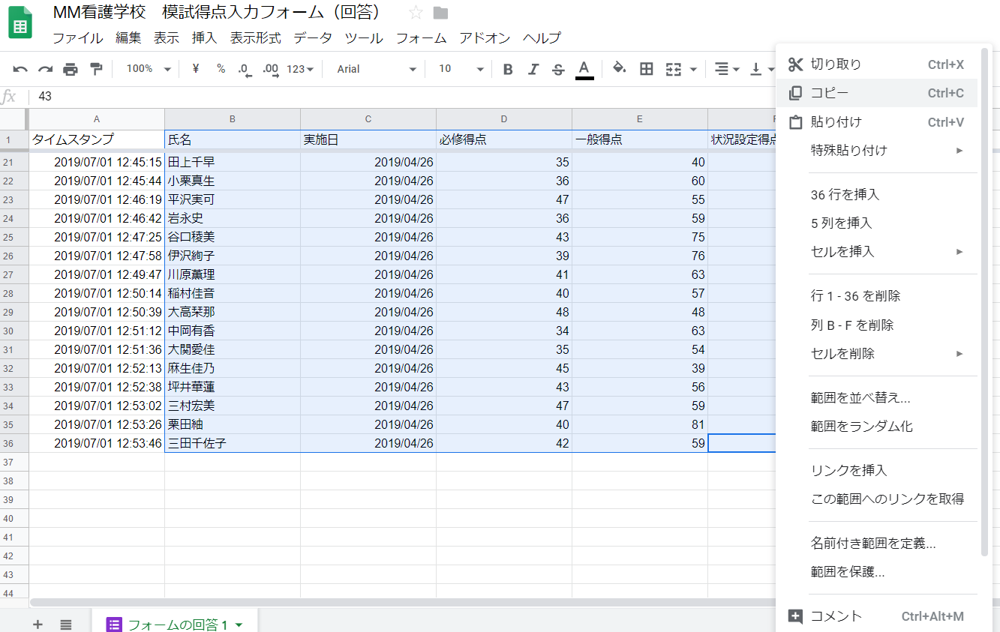 MM看護学校　模試得点入力フォーム（回答）
ファイル 編集 表示 挿入 表示形式 データ ツール フォーム アドオン ヘルプ
100% ¥ % .0 .00 123 Arial 10 B I S A
fx 43
A B C D E F
1 タイムスタンプ 氏名 実施日 必修得点 一般得点 状況設定得点
21 2019/07/01 12:45:15 田上千早 2019/04/26 35 40
22 2019/07/01 12:45:44 小栗真生 2019/04/26 36 60
23 2019/07/01 12:46:19 平沢実可 2019/04/26 47 55
24 2019/07/01 12:46:42 岩永史 2019/04/26 36 59
25 2019/07/01 12:47:25 谷口稜美 2019/04/26 43 75
26 2019/07/01 12:47:58 伊沢絢子 2019/04/26 39 76
27 2019/07/01 12:49:47 川原薫理 2019/04/26 41 63
28 2019/07/01 12:50:14 稲村佳音 2019/04/26 40 57
29 2019/07/01 12:50:39 大高栞那 2019/04/26 48 48
30 2019/07/01 12:51:12 中岡有香 2019/04/26 34 63
31 2019/07/01 12:51:36 大関愛佳 2019/04/26 35 54
32 2019/07/01 12:52:13 麻生佳乃 2019/04/26 45 39
33 2019/07/01 12:52:38 坪井華蓮 2019/04/26 43 56
34 2019/07/01 12:53:02 三村宏美 2019/04/26 47 59
35 2019/07/01 12:53:26 栗田紬 2019/04/26 40 81
36 2019/07/01 12:53:46 三田千佐子 2019/04/26 42 59
37
38
39
40
41
42
43
44
フォームの回答 1
切り取り Ctrl+X
コピー Ctrl+C
貼り付け Ctrl+V
特殊貼り付け
36 行を挿入
5 列を挿入
セルを挿入
行 1 - 36 を削除
列 B - F を削除
セルを削除
範囲を並べ替え...
範囲をランダム化
リンクを挿入
この範囲へのリンクを取得
名前付き範囲を定義...
範囲を保護...
コメント Ctrl+Alt+M